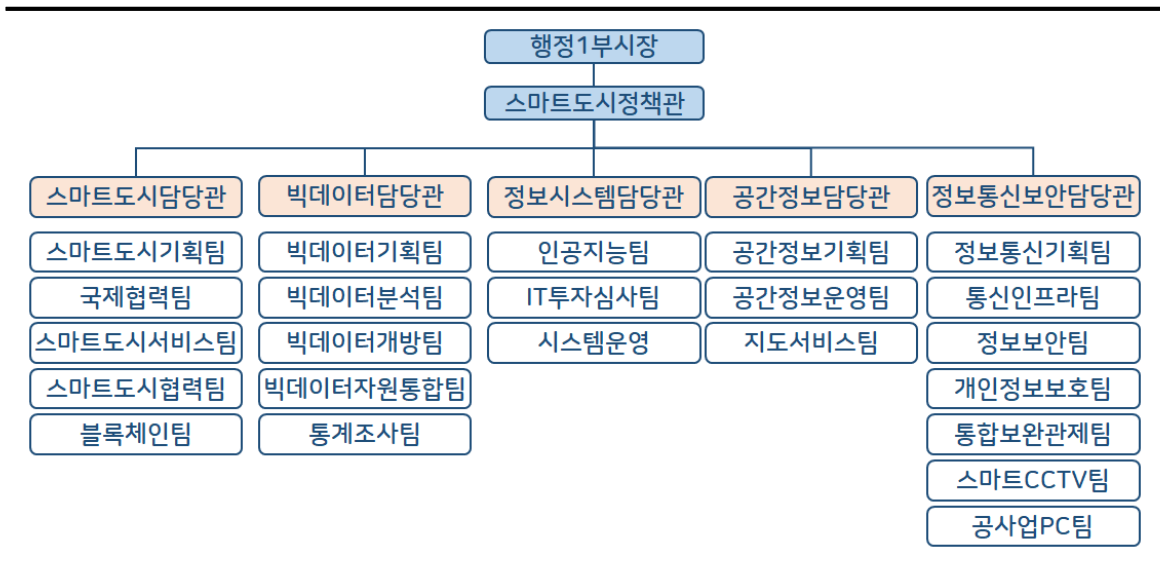 행정1부시장
스마트도시정책관
스마트도시담당관
스마트도시기획팀
국제협력팀
스마트도시서비스팀
스마트도시협력팀
블록체인팀
빅데이터담당관
빅데이터기획팀
빅데이터분석팀
빅데이터개방팀
빅데이터자원통합팀
통계조사팀
정보시스템담당관
인공지능팀
IT투자심사팀
시스템운영
공간정보담당관
공간정보기획팀
공간정보운영팀
지도서비스팀
정보통신보안담당관
정보통신기획팀
통신인프라팀
정보보안팀
개인정보보호팀
통합보완관제팀
스마트CCTV팀
공사업PC팀